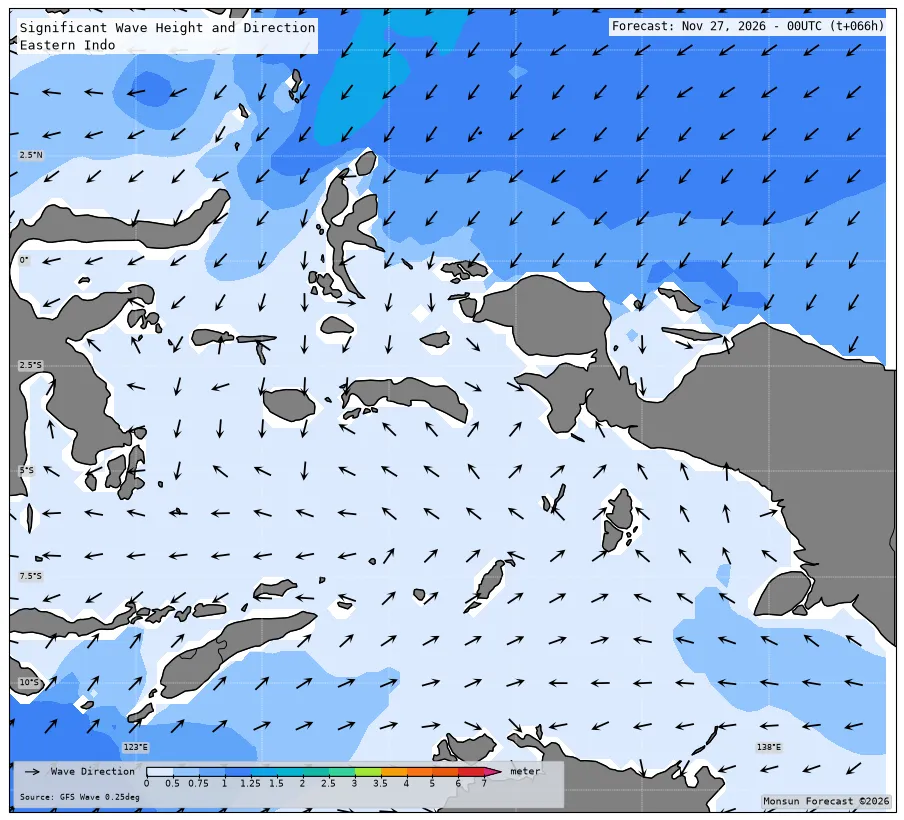 Significant Wave Height and Direction
Eastern Indo
Forecast: Nov 27, 2026 - 00UTC (t+066h)
2.5°N
0°
2.5°S
5°S
7.5°S
10°S
123°E
138°E
Wave Direction
meter
0 0.5 0.75 1 1.25 1.5 2 2.5 3 3.5 4 5 6 7
Source: GFS Wave 0.25deg
Monsun Forecast ©2026